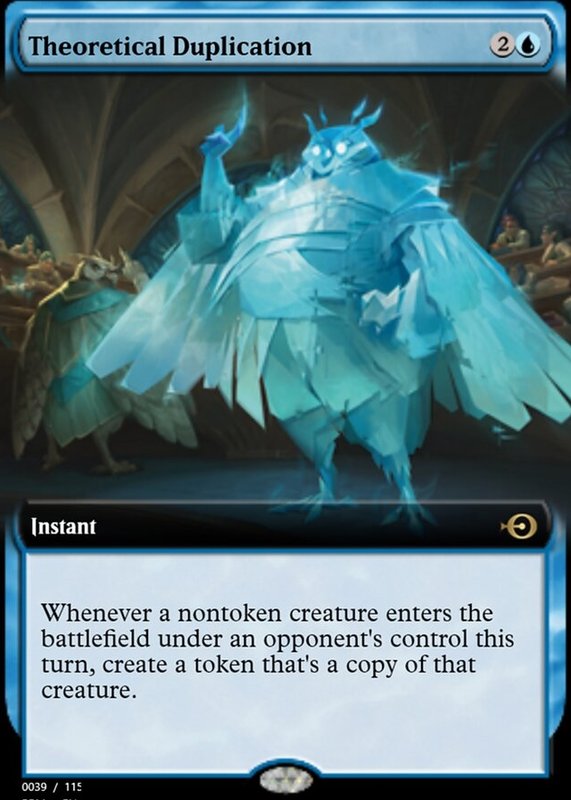 Theoretical Duplication
2
Instant
Whenever a nontoken creature enters the
battlefield under an opponent's control this
turn, create a token that's a copy of that
creature.
0039 / 115